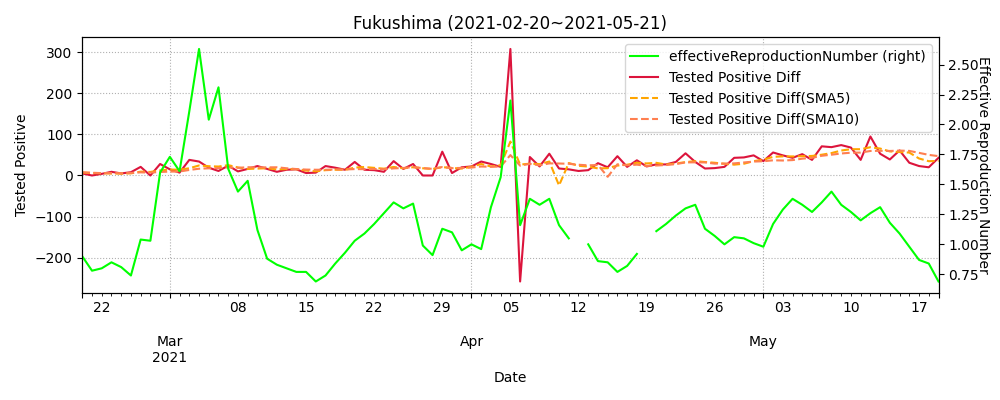 Fukushima (2021-02-20~2021-05-21)
Tested Positive
300
200
100
0
−100
−200
effectiveReproductionNumber (right)
Tested Positive Diff
Tested Positive Diff(SMA5)
Tested Positive Diff(SMA10)
2.50
2.25
2.00
1.75
1.50
1.25
1.00
0.75
Effective Reproduction Number
22 08 15 22 29 05 12 19 26 03 10 17
Mar Apr May
2021
Date